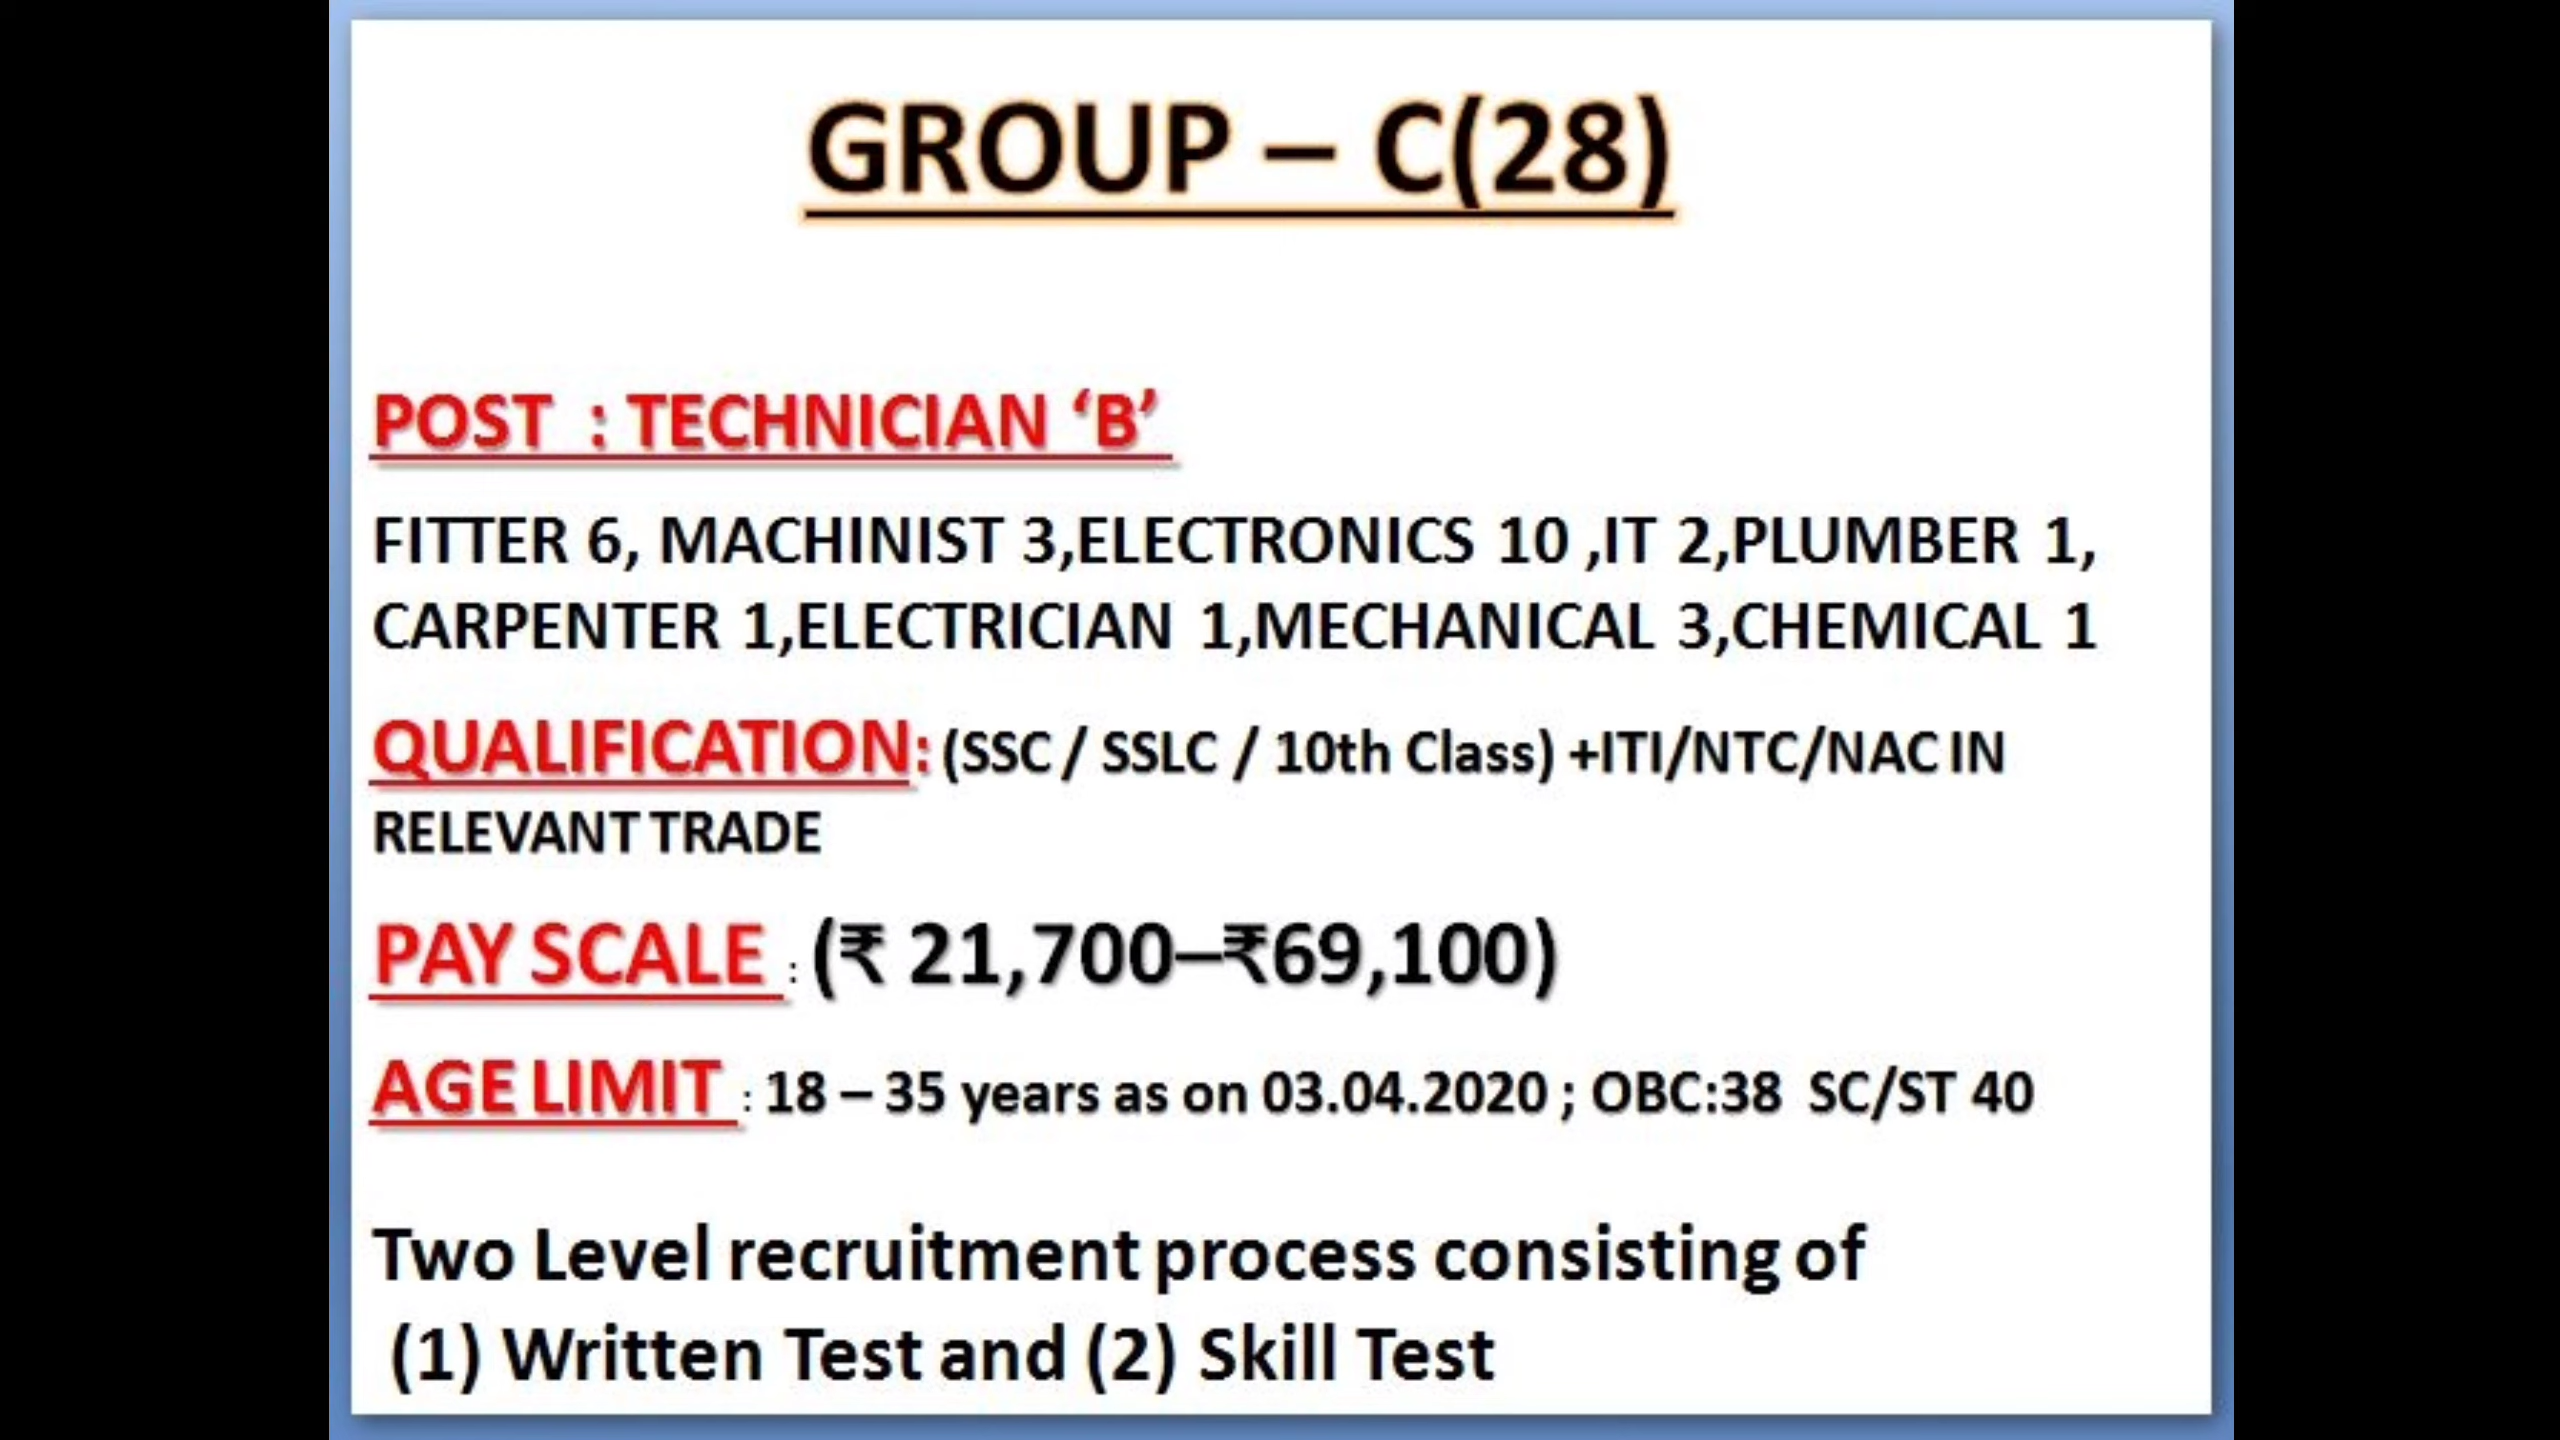 GROUP – C(28)
POST : TECHNICIAN ‘B’
FITTER 6, MACHINIST 3,ELECTRONICS 10 ,IT 2,PLUMBER 1,
CARPENTER 1,ELECTRICIAN 1,MECHANICAL 3,CHEMICAL 1
QUALIFICATION: (SSC / SSLC / 10th Class) +ITI/NTC/NAC IN
RELEVANT TRADE
PAY SCALE : (₹ 21,700–₹69,100)
AGE LIMIT : 18 – 35 years as on 03.04.2020 ; OBC:38 SC/ST 40
Two Level recruitment process consisting of
(1) Written Test and (2) Skill Test